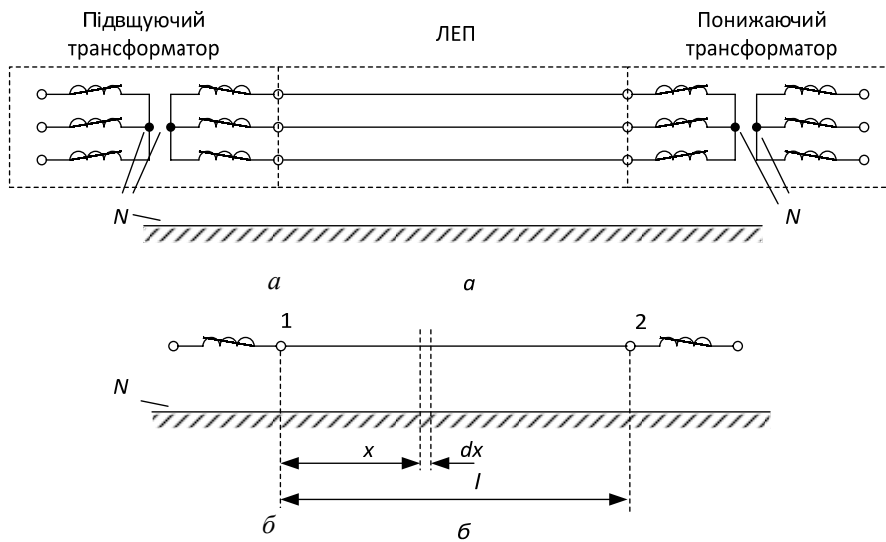 Підвщуючий
трансформатор
ЛЕП
Понижаючий
трансформатор
N
N
а
а
1
2
N
x
dx
l
б
б